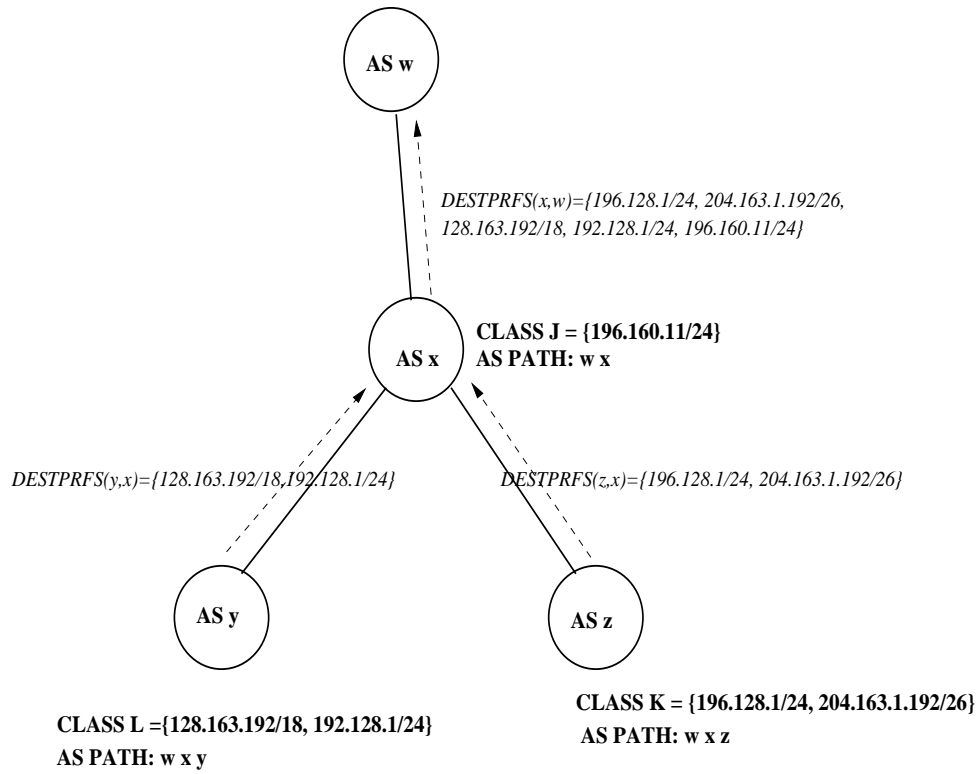 AS w
DESTPRFS(x,w)={196.128.1/24, 204.163.1.192/26,
128.163.192/18, 192.128.1/24, 196.160.11/24}
CLASS J = {196.160.11/24}
AS x
AS PATH: w x
DESTPRFS(y,x)={128.163.192/18,192.128.1/24}
DESTPRFS(z,x)={196.128.1/24, 204.163.1.192/26}
AS y
AS z
CLASS L ={128.163.192/18, 192.128.1/24}
AS PATH: w x y
CLASS K = {196.128.1/24, 204.163.1.192/26}
AS PATH: w x z